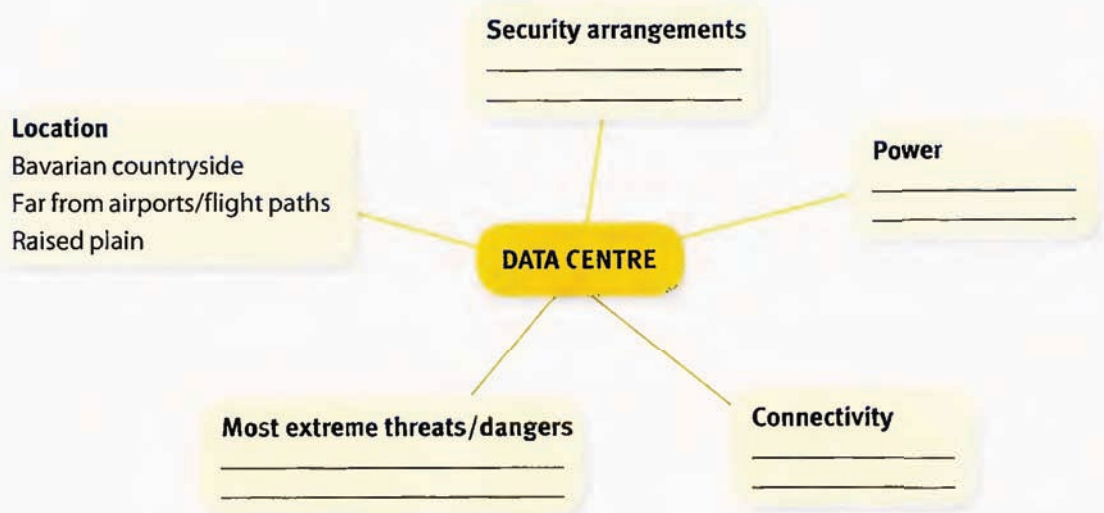 Security arrangements
Location
Bavarian countryside
Far from airports/flight paths
Raised plain
Power
DATA CENTRE
Most extreme threats/dangers
Connectivity